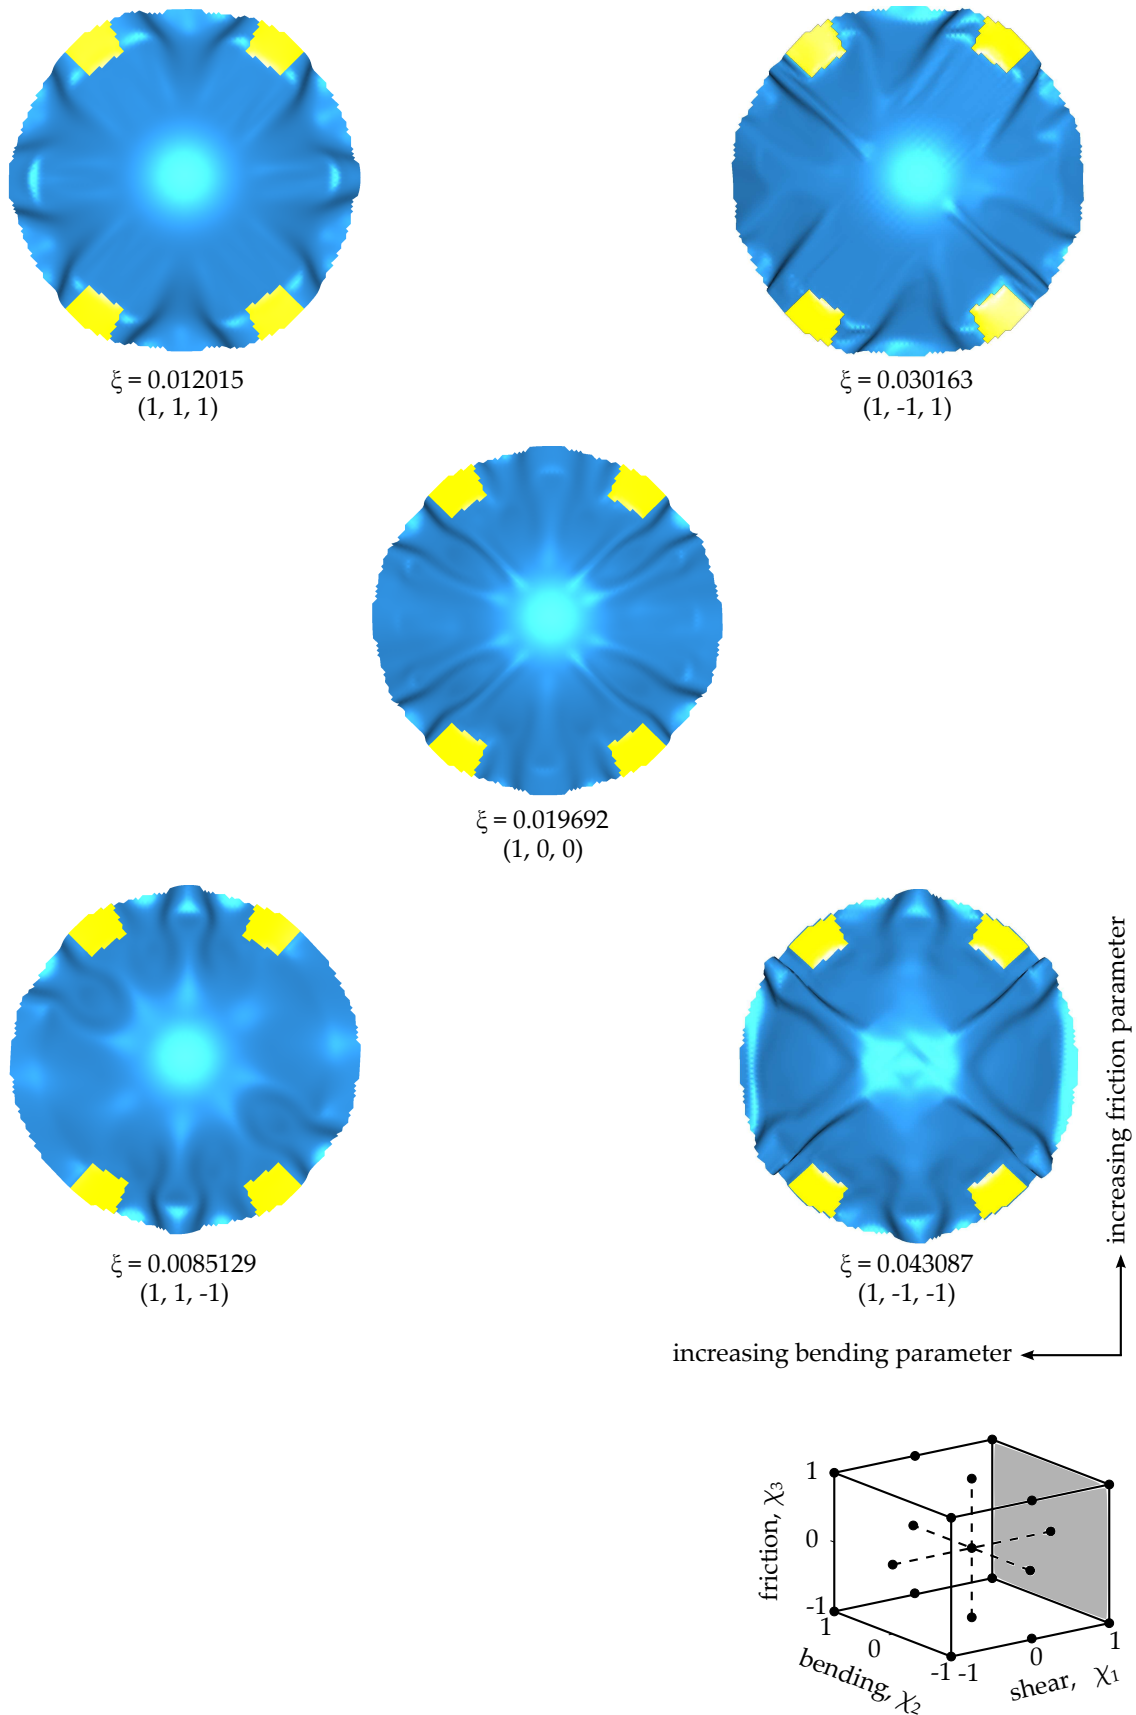 ξ = 0.012015
(1, 1, 1)
ξ = 0.030163
(1, -1, 1)
ξ = 0.019692
(1, 0, 0)
ξ = 0.0085129
(1, 1, -1)
ξ = 0.043087
(1, -1, -1)
increasing friction parameter
increasing bending parameter
friction, χ3
1
0
-1
1
0
-1
bending, χ2
-1
0
1
shear, χ1